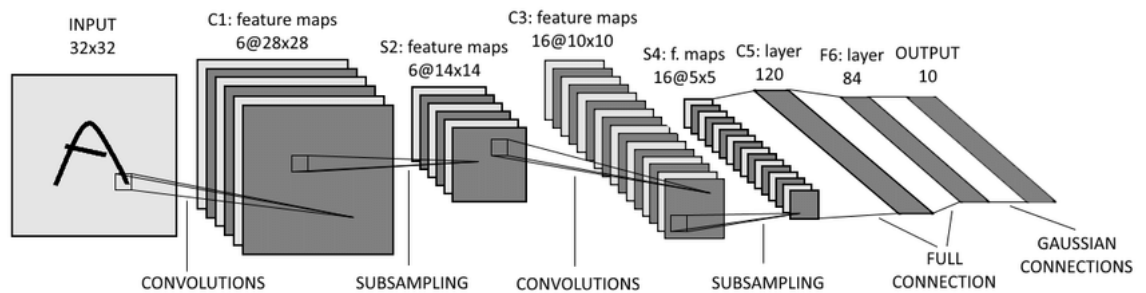 INPUT
32x32
C1: feature maps
6@28x28
S2: feature maps
6@14x14
C3: feature maps
16@10x10
S4: f. maps
16@5x5
C5: layer
120
F6: layer
84
OUTPUT
10
CONVOLUTIONS
SUBSAMPLING
CONVOLUTIONS
SUBSAMPLING
FULL
CONNECTION
GAUSSIAN
CONNECTIONS